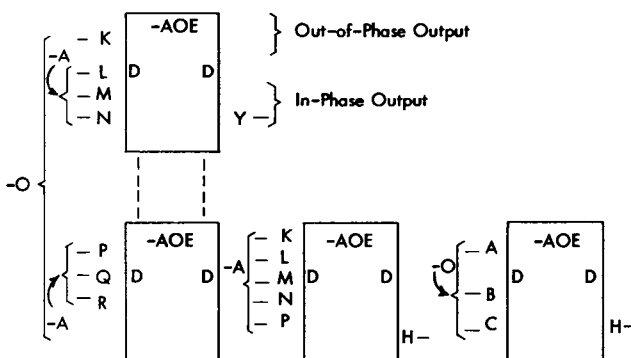 -AOE
Out-of-Phase Output
K
-A
L D D
M
N
In-Phase Output
Y
-O
-AOE -AOE -AOE
P
Q D D
R
-A
-A
K
L
M
N
P
D D
H
-O
A
B
C
D D
H